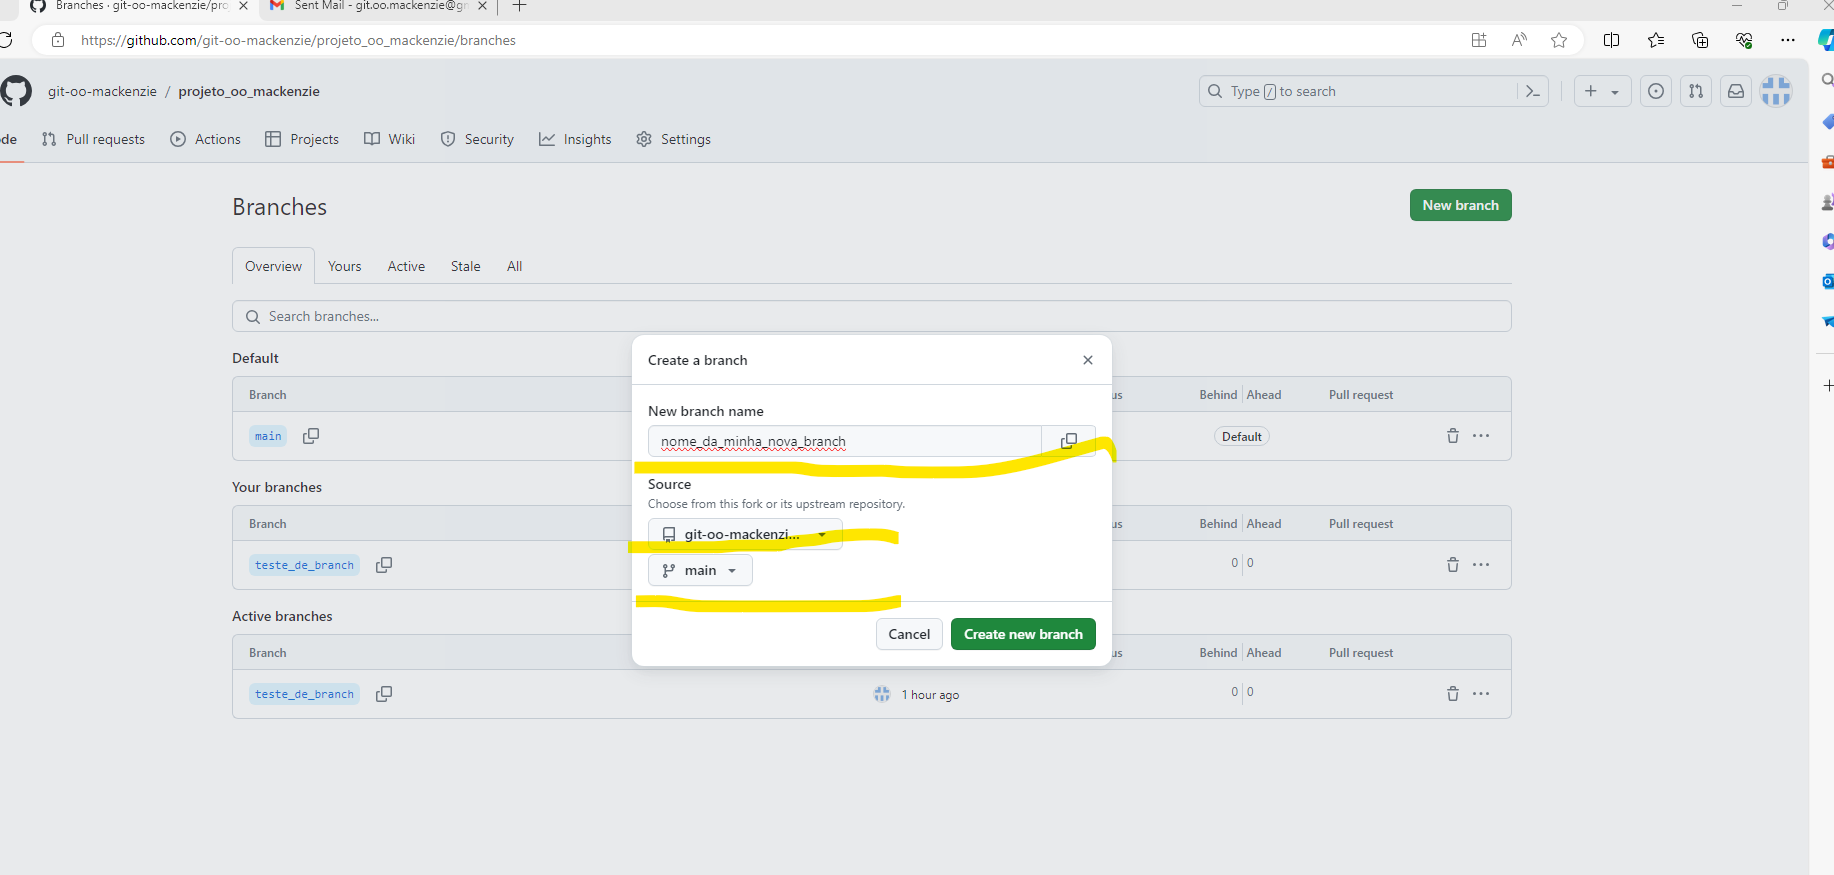 Branches · git-oo-mackenzie/pro
Sent Mail - git.oo.mackenzie@gm
https://github.com/git-oo-mackenzie/projeto_oo_mackenzie/branches
git-oo-mackenzie / projeto_oo_mackenzie
Type / to search
de Pull requests Actions Projects Wiki Security Insights Settings
Branches
New branch
Overview Yours Active Stale All
Search branches...
Default
Branch us Behind Ahead Pull request
main Default
Your branches
Branch us Behind Ahead Pull request
teste_de_branch 0 0
Active branches
Branch us Behind Ahead Pull request
teste_de_branch 1 hour ago 0 0
Create a branch
New branch name
nome_da_minha_nova_branch
Source
Choose from this fork or its upstream repository.
git-oo-mackenzi...
main
Cancel Create new branch